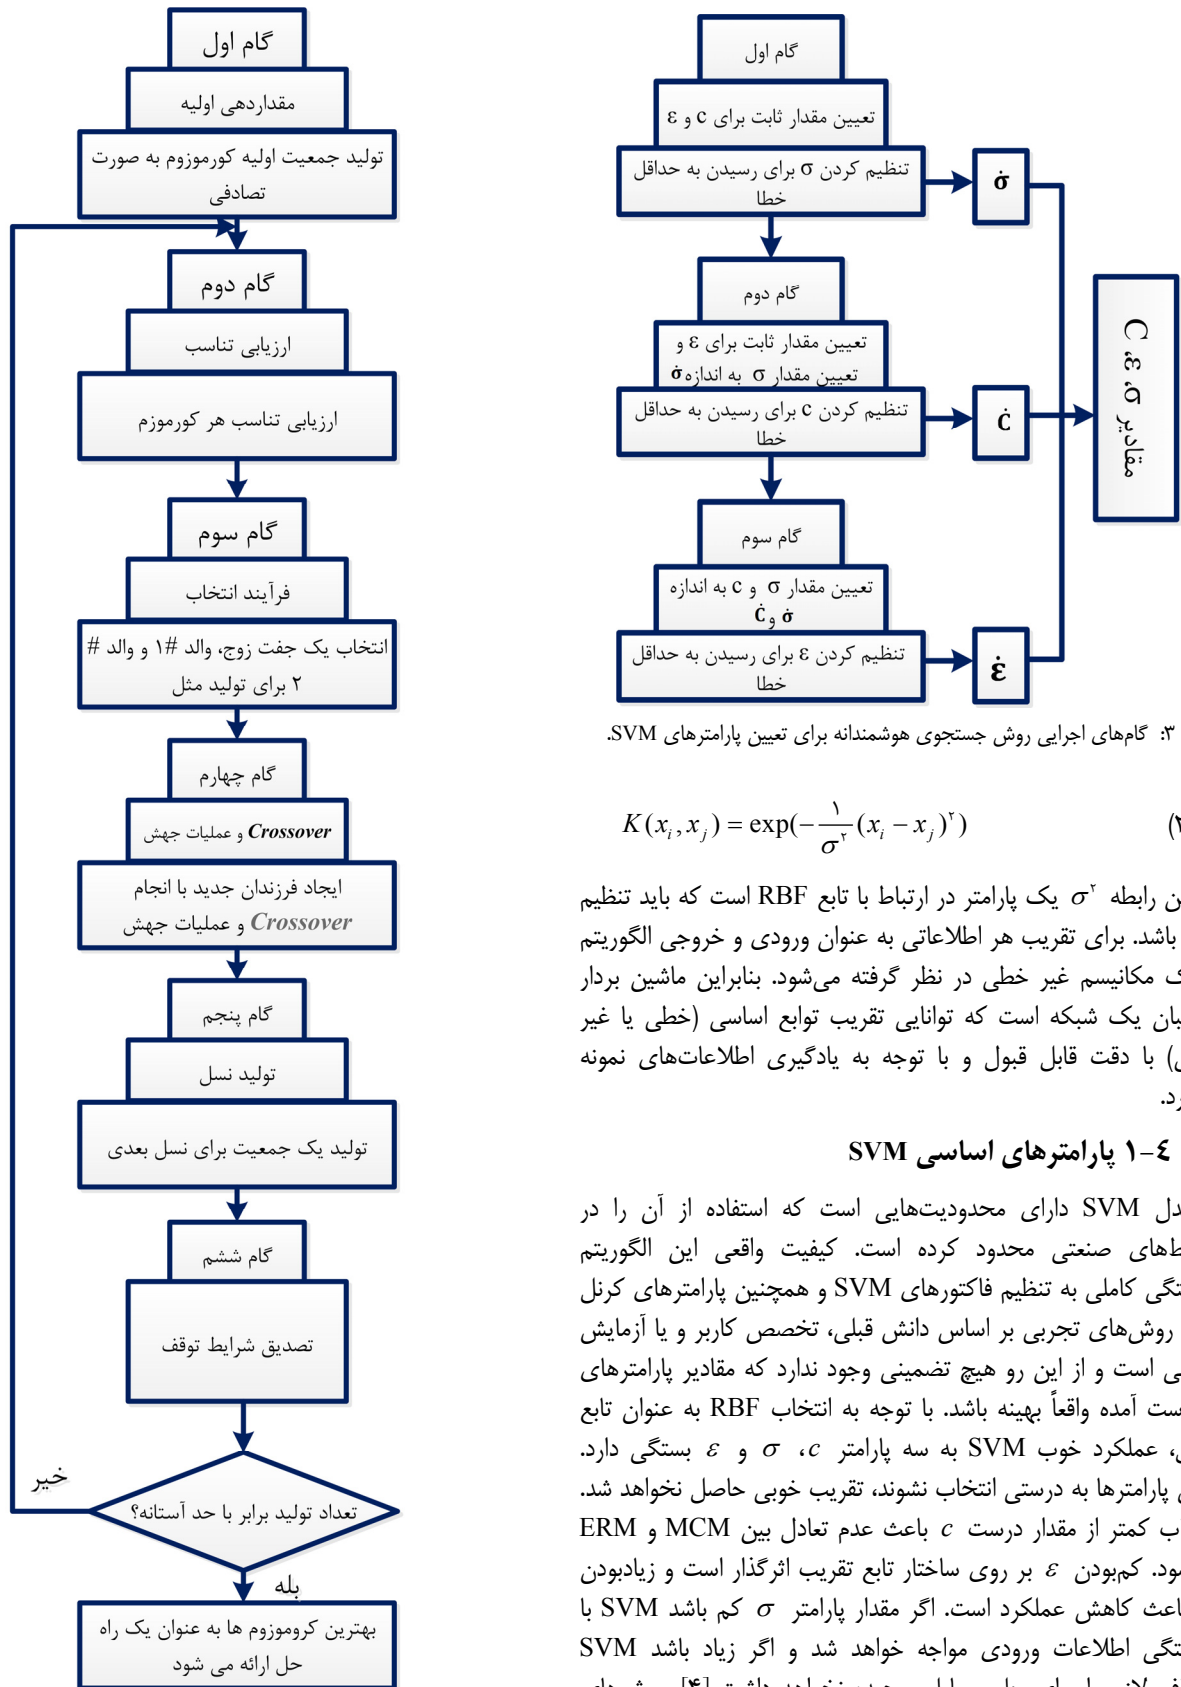 گام اول
تعیین مقدار ثابت برای c و ε
تنظیم کردن σ برای رسیدن به حداقل
خطا
σ̇
گام دوم
تعیین مقدار ثابت برای ε و
تعیین مقدار σ به اندازه σ̇
تنظیم کردن c برای رسیدن به حداقل
خطا
Ċ
گام سوم
تعیین مقدار σ و c به اندازه
σ̇ و Ċ
تنظیم کردن ε برای رسیدن به حداقل
خطا
ε̇
مقادیر C ،ε ،σ
۳: گام‌های اجرایی روش جستجوی هوشمندانه برای تعیین پارامترهای SVM.
K(xᵢ, xⱼ) = exp(−۱/σ^۲ (xᵢ − xⱼ)^۲)
رابطه σ^۲ یک پارامتر در ارتباط با تابع RBF است که باید تنظیم
باشد. برای تقریب هر اطلاعاتی به عنوان ورودی و خروجی الگوریتم
مکانیسم غیر خطی در نظر گرفته می‌شود. بنابراین ماشین بردار
یک شبکه است که توانایی تقریب توابع اساسی (خطی یا غیر
با دقت قابل قبول و با توجه به یادگیری اطلاعات‌های نمونه
۴-۱ پارامترهای اساسی SVM
SVM دارای محدودیت‌هایی است که استفاده از آن را در
صنعتی محدود کرده است. کیفیت واقعی این الگوریتم
کاملی به تنظیم فاکتورهای SVM و همچنین پارامترهای کرنل
روش‌های تجربی بر اساس دانش قبلی، تخصص کاربر و یا آزمایش
است و از این رو هیچ تضمینی وجود ندارد که مقادیر پارامترهای
آمده واقعاً بهینه باشد. با توجه به انتخاب RBF به عنوان تابع
عملکرد خوب SVM به سه پارامتر c، σ و ε بستگی دارد.
پارامترها به درستی انتخاب نشوند، تقریب خوبی حاصل نخواهد شد.
کمتر از مقدار درست c باعث عدم تعادل بین MCM و ERM
کم‌بودن ε بر روی ساختار تابع تقریب اثرگذار است و زیادبودن
کاهش عملکرد است. اگر مقدار پارامتر σ کم باشد SVM با
اطلاعات ورودی مواجه خواهد شد و اگر زیاد باشد SVM
گام اول
مقداردهی اولیه
تولید جمعیت اولیه کورموزوم به صورت
تصادفی
گام دوم
ارزیابی تناسب
ارزیابی تناسب هر کورموزم
گام سوم
فرآیند انتخاب
انتخاب یک جفت زوج، والد #۱ و والد #
۲ برای تولید مثل
گام چهارم
Crossover و عملیات جهش
ایجاد فرزندان جدید با انجام
Crossover و عملیات جهش
گام پنجم
تولید نسل
تولید یک جمعیت برای نسل بعدی
گام ششم
تصدیق شرایط توقف
تعداد تولید برابر با حد آستانه؟
خیر
بله
بهترین کروموزوم ها به عنوان یک راه
حل ارائه می شود